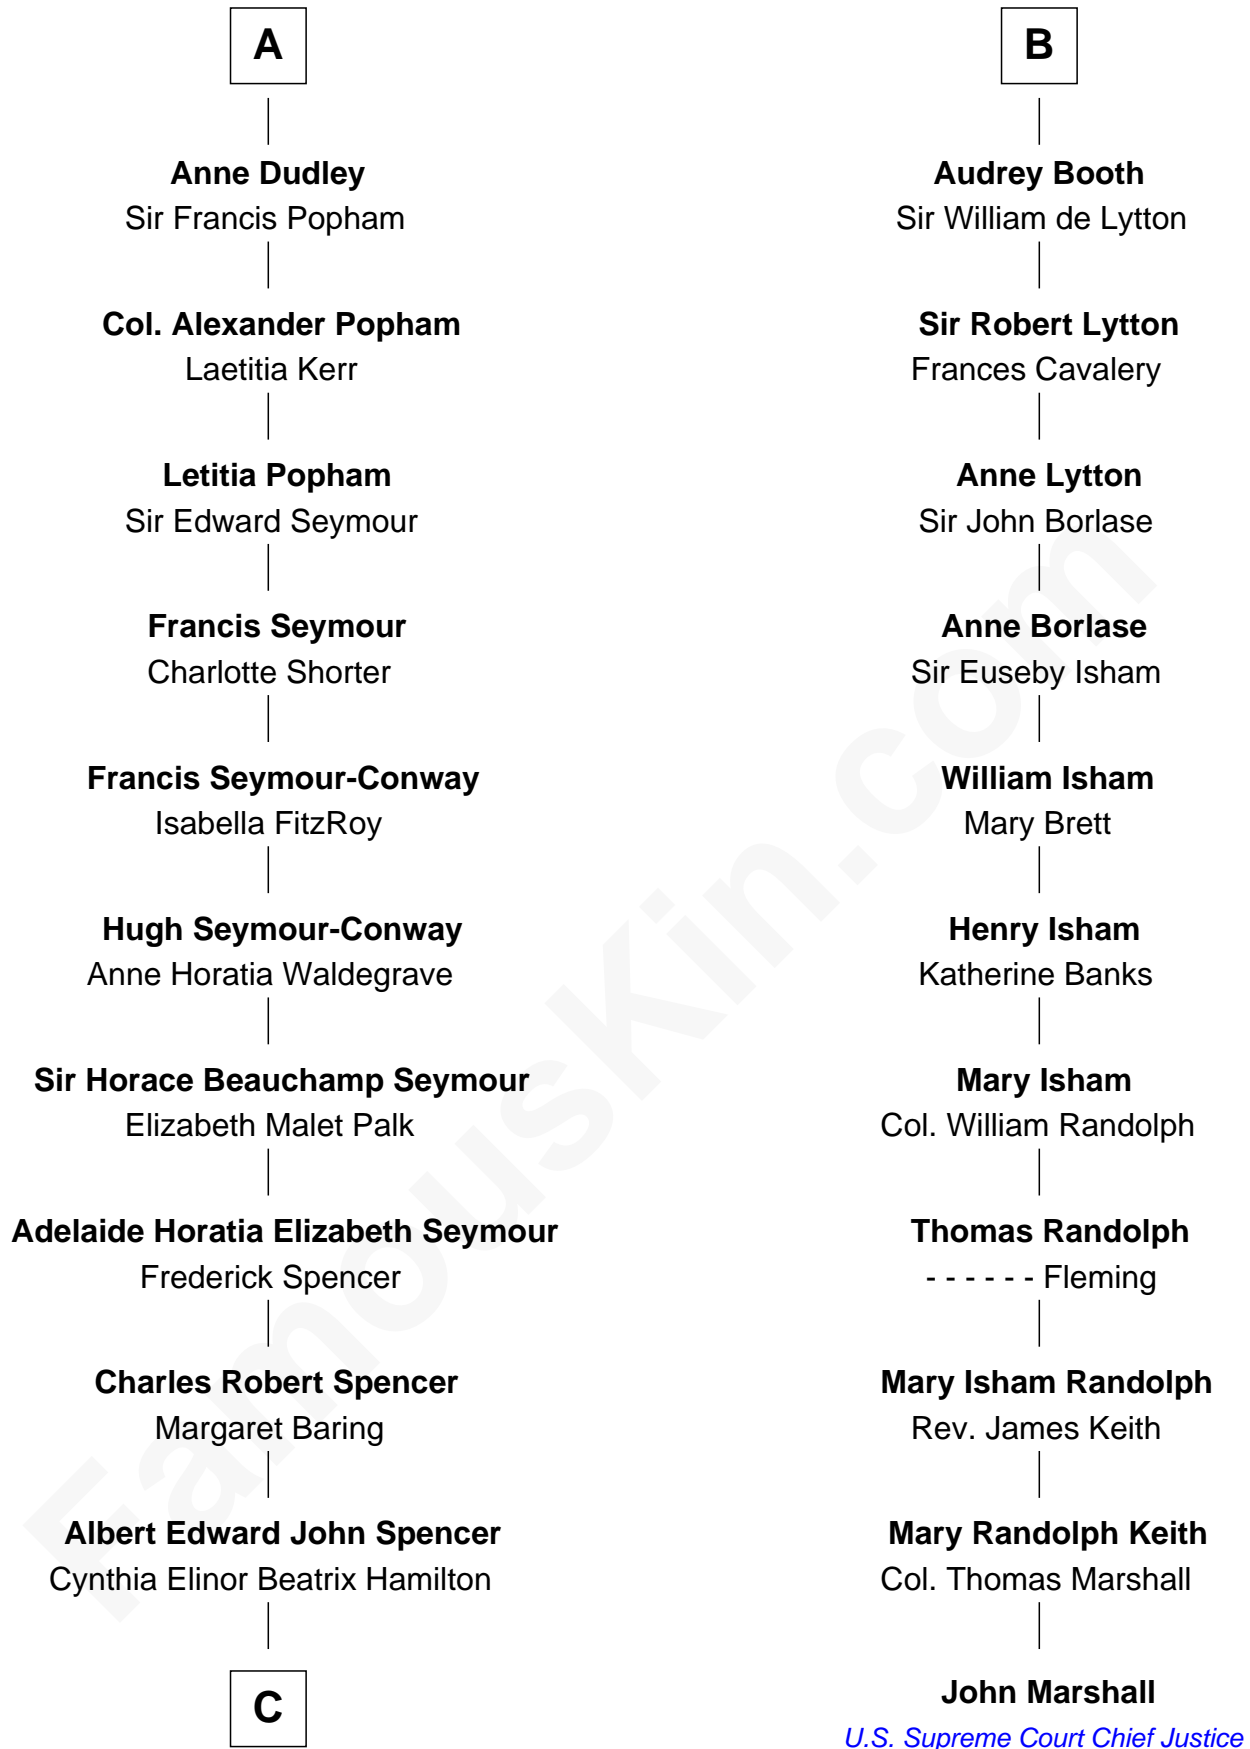 A
Anne Dudley
Sir Francis Popham
Col. Alexander Popham
Laetitia Kerr
Letitia Popham
Sir Edward Seymour
Francis Seymour
Charlotte Shorter
Francis Seymour-Conway
Isabella FitzRoy
Hugh Seymour-Conway
Anne Horatia Waldegrave
Sir Horace Beauchamp Seymour
Elizabeth Malet Palk
Adelaide Horatia Elizabeth Seymour
Frederick Spencer
Charles Robert Spencer
Margaret Baring
Albert Edward John Spencer
Cynthia Elinor Beatrix Hamilton
C
B
Audrey Booth
Sir William de Lytton
Sir Robert Lytton
Frances Cavalery
Anne Lytton
Sir John Borlase
Anne Borlase
Sir Euseby Isham
William Isham
Mary Brett
Henry Isham
Katherine Banks
Mary Isham
Col. William Randolph
Thomas Randolph
- - - - - - Fleming
Mary Isham Randolph
Rev. James Keith
Mary Randolph Keith
Col. Thomas Marshall
John Marshall
U.S. Supreme Court Chief Justice
FamousKin.com